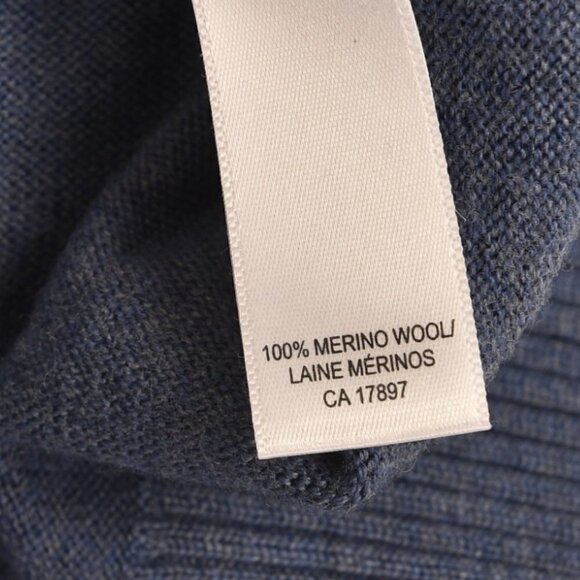 100% MERINO WOOL/
LAINE MÉRINOS
CA 17897